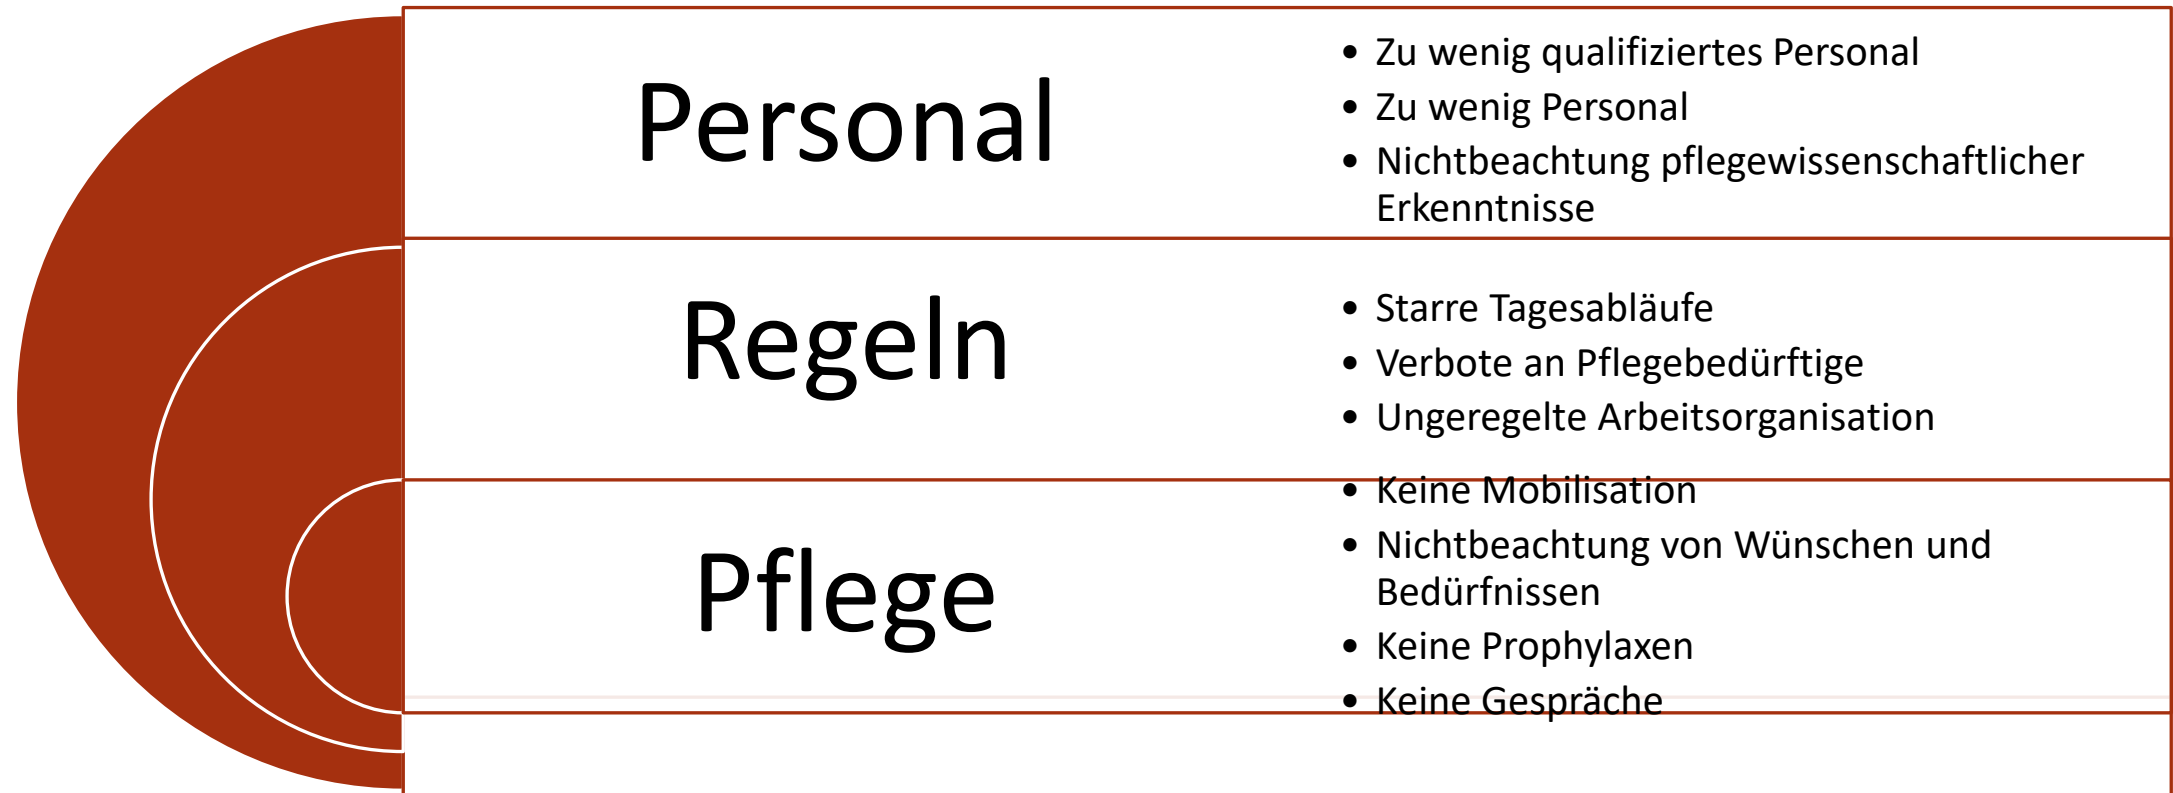 Personal
• Zu wenig qualifiziertes Personal
• Zu wenig Personal
• Nichtbeachtung pflegewissenschaftlicher
Erkenntnisse
Regeln
• Starre Tagesabläufe
• Verbote an Pflegebedürftige
• Ungeregelte Arbeitsorganisation
Pflege
• Keine Mobilisation
• Nichtbeachtung von Wünschen und
Bedürfnissen
• Keine Prophylaxen
• Keine Gespräche